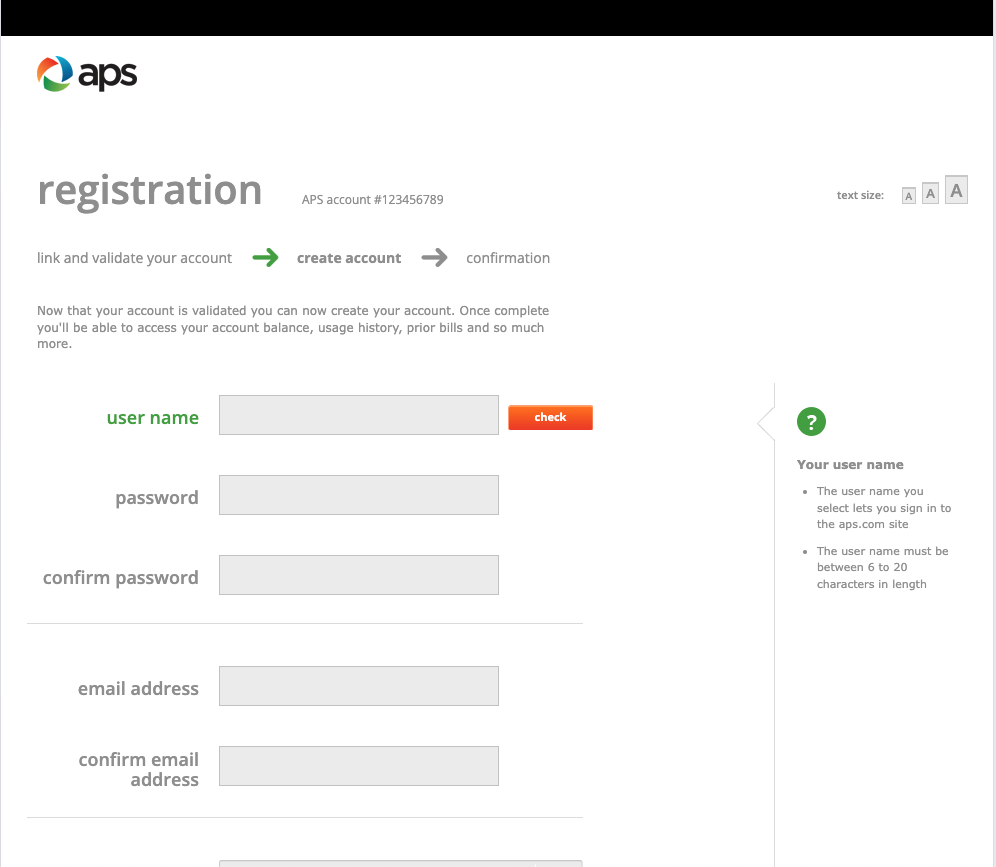 aps
registration
APS account #123456789
text size: A A A
link and validate your account create account confirmation
Now that your account is validated you can now create your account. Once complete
you'll be able to access your account balance, usage history, prior bills and so much
more.
user name
check
password
confirm password
email address
confirm email
address
?
Your user name
• The user name you
select lets you sign in to
the aps.com site
• The user name must be
between 6 to 20
characters in length